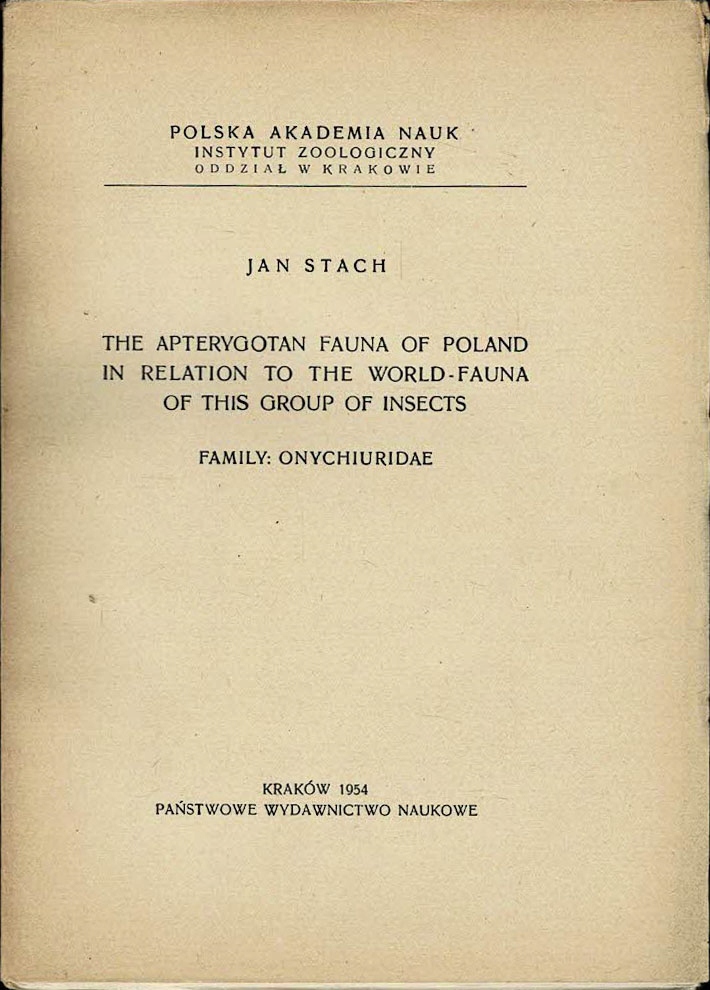 POLSKA AKADEMIA NAUK
INSTYTUT ZOOLOGICZNY
ODDZIAŁ W KRAKOWIE
JAN STACH
THE APTERYGOTAN FAUNA OF POLAND
IN RELATION TO THE WORLD-FAUNA
OF THIS GROUP OF INSECTS
FAMILY: ONYCHIURIDAE
KRAKÓW 1954
PAŃSTWOWE WYDAWNICTWO NAUKOWE